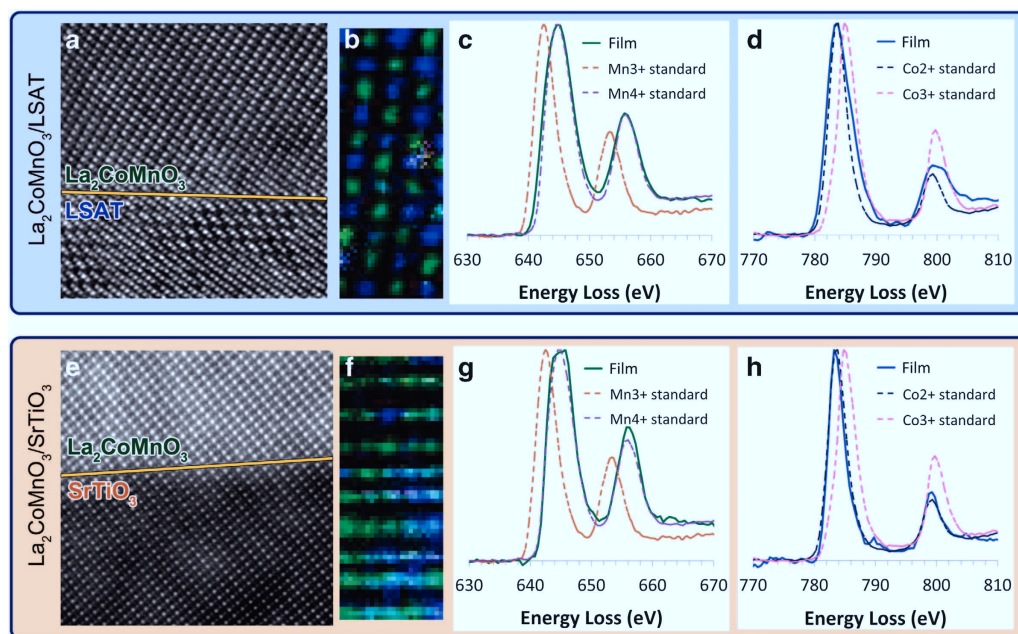 La₂CoMnO₃/LSAT
a
La₂CoMnO₃
LSAT
b
c
Film
Mn3+ standard
Mn4+ standard
630 640 650 660 670
Energy Loss (eV)
d
Film
Co2+ standard
Co3+ standard
770 780 790 800 810
Energy Loss (eV)
La₂CoMnO₃/SrTiO₃
e
La₂CoMnO₃
SrTiO₃
f
g
Film
Mn3+ standard
Mn4+ standard
630 640 650 660 670
Energy Loss (eV)
h
Film
Co2+ standard
Co3+ standard
770 780 790 800 810
Energy Loss (eV)